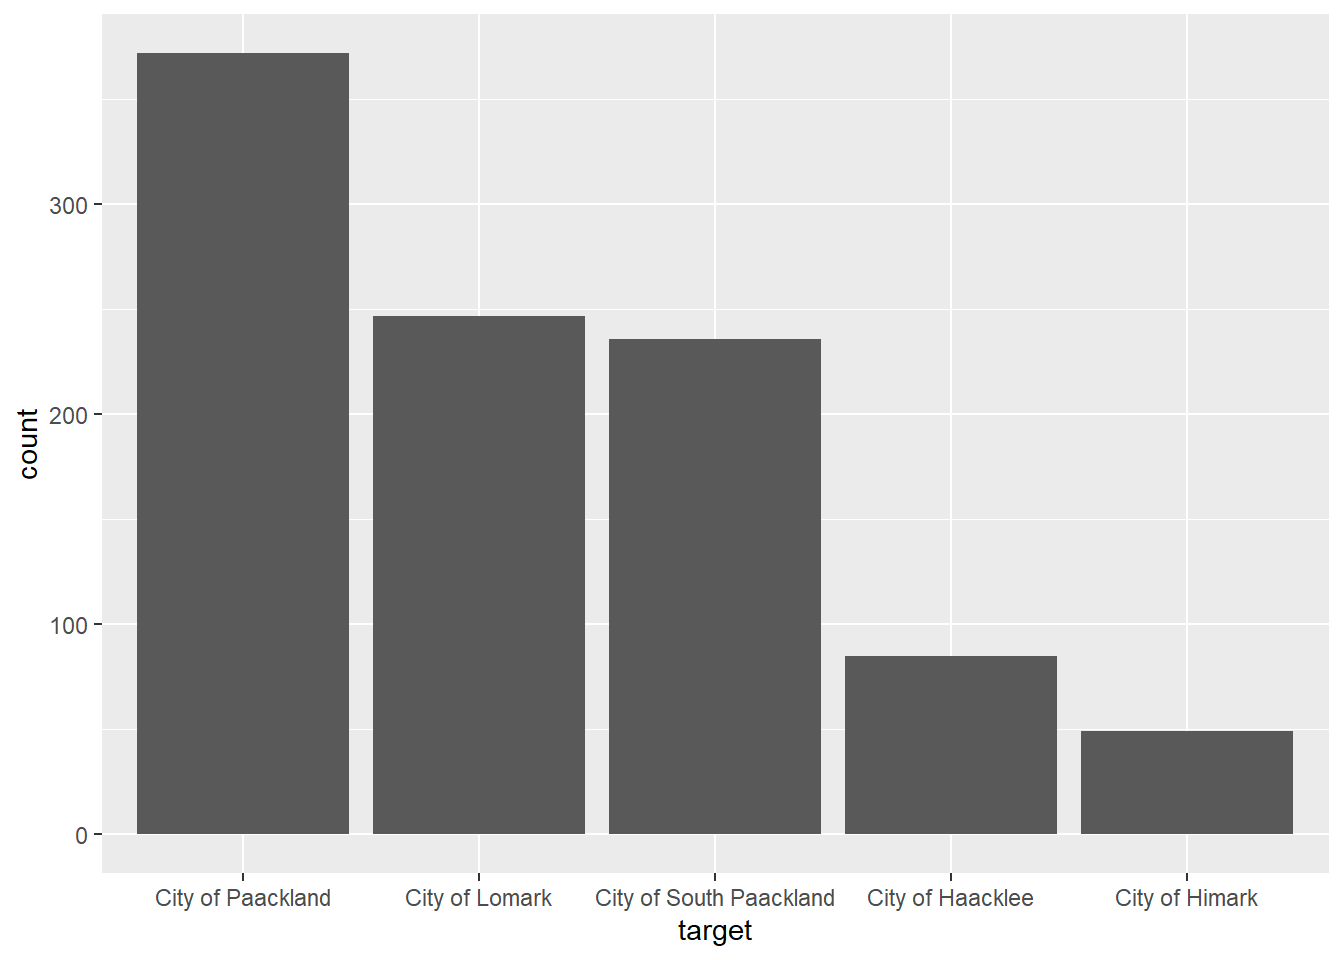 count
300
200
100
0
City of Paackland
City of Lomark
City of South Paackland
City of Haacklee
City of Himark
target